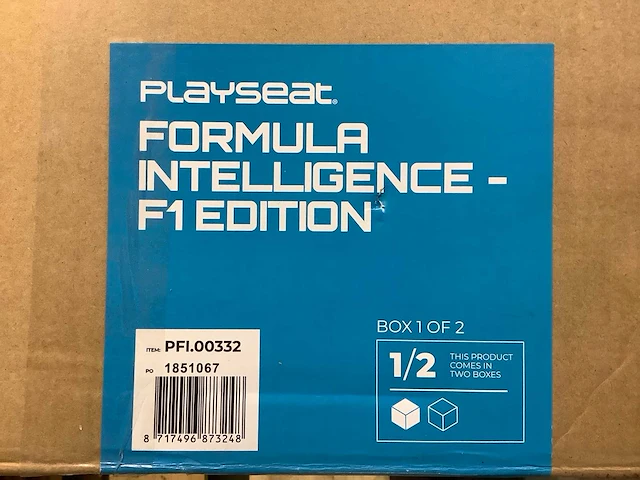 PLAYSEAT®
FORMULA
INTELLIGENCE -
F1 EDITION
BOX 1 OF 2
1/2
THIS PRODUCT
COMES IN
TWO BOXES
ITEM: PFI.00332
PO 1851067
8 717496 873248